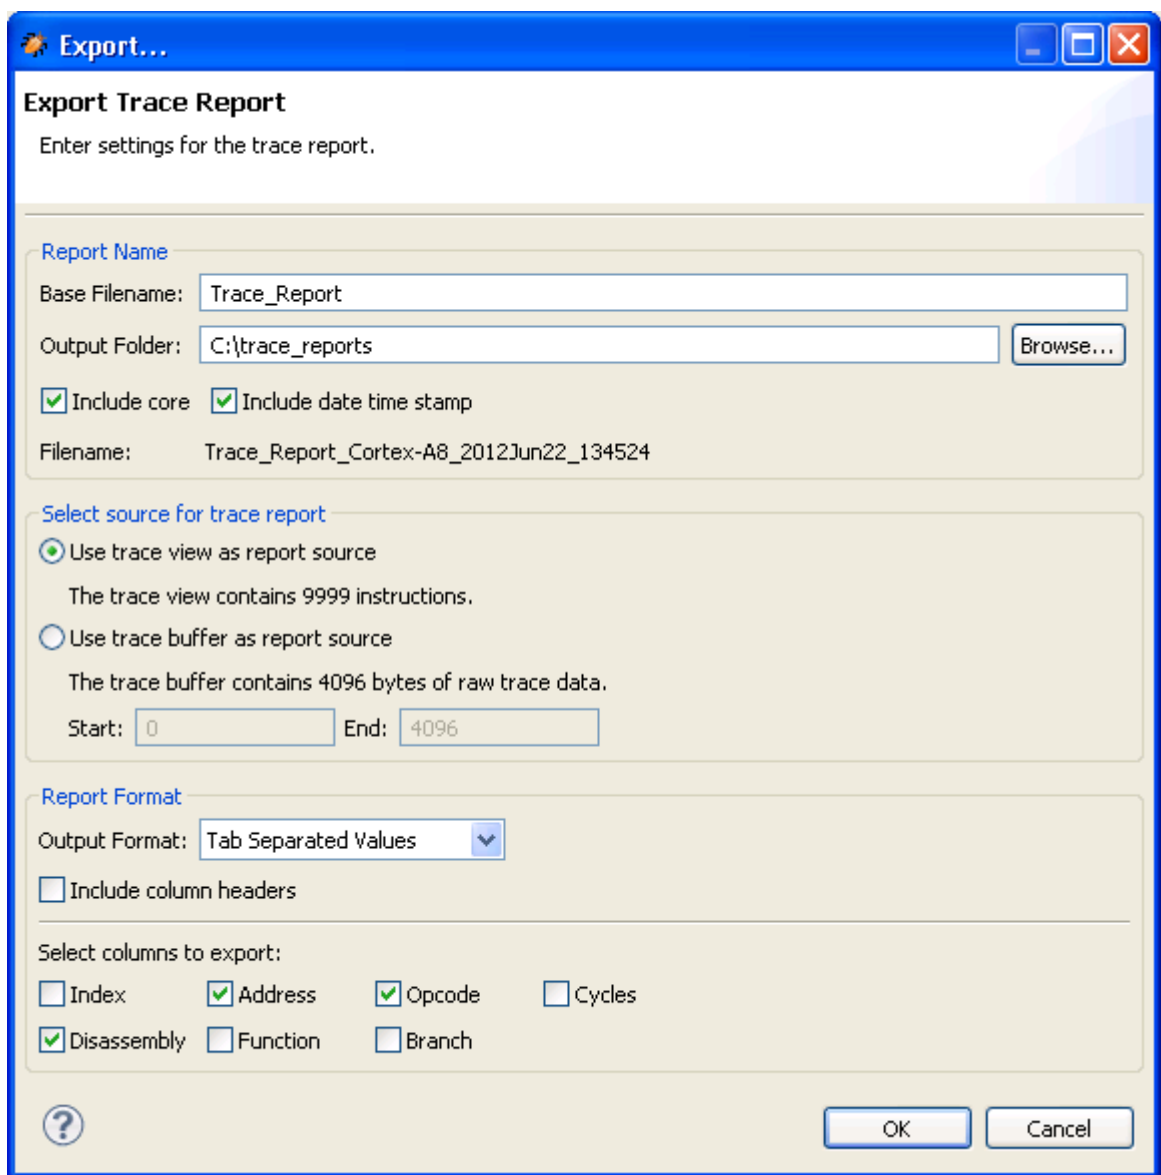 Export...
Export Trace Report
Enter settings for the trace report.
Report Name
Base Filename: Trace_Report
Output Folder: C:\trace_reports Browse...
Include core Include date time stamp
Filename: Trace_Report_Cortex-A8_2012Jun22_134524
Select source for trace report
Use trace view as report source
The trace view contains 9999 instructions.
Use trace buffer as report source
The trace buffer contains 4096 bytes of raw trace data.
Start: 0 End: 4096
Report Format
Output Format: Tab Separated Values
Include column headers
Select columns to export:
Index Address Opcode Cycles
Disassembly Function Branch
? OK Cancel